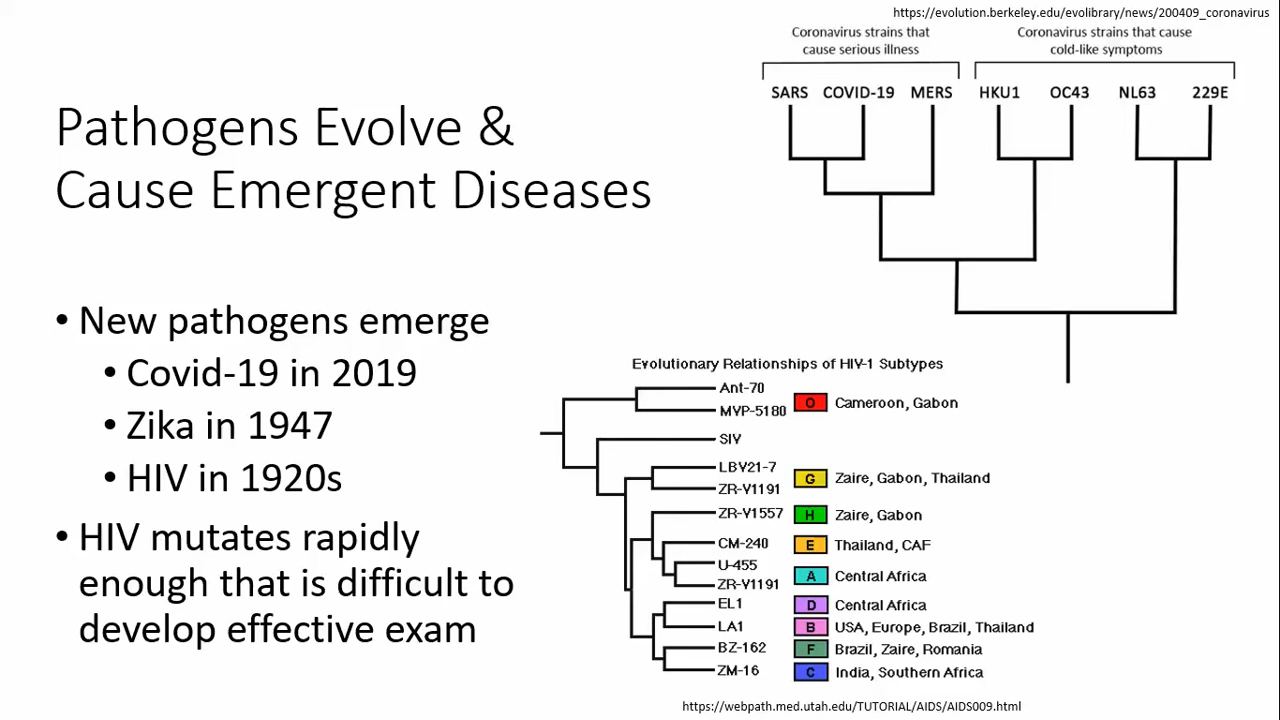 https://evolution.berkeley.edu/evolibrary/news/200409_coronavirus
Pathogens Evolve &
Cause Emergent Diseases
• New pathogens emerge
• Covid-19 in 2019
• Zika in 1947
• HIV in 1920s
• HIV mutates rapidly
enough that is difficult to
develop effective exam
Coronavirus strains that
cause serious illness
Coronavirus strains that cause
cold-like symptoms
SARS COVID-19 MERS HKU1 OC43 NL63 229E
Evolutionary Relationships of HIV-1 Subtypes
Ant-70
MVP-5180 O Cameroon, Gabon
SIV
LBV21-7
ZR-V1191 G Zaire, Gabon, Thailand
ZR-V1557 H Zaire, Gabon
CM-240 E Thailand, CAF
U-455
ZR-V1191 A Central Africa
EL1 D Central Africa
LA1 B USA, Europe, Brazil, Thailand
BZ-162 F Brazil, Zaire, Romania
ZM-16 C India, Southern Africa
https://webpath.med.utah.edu/TUTORIAL/AIDS/AIDS009.html